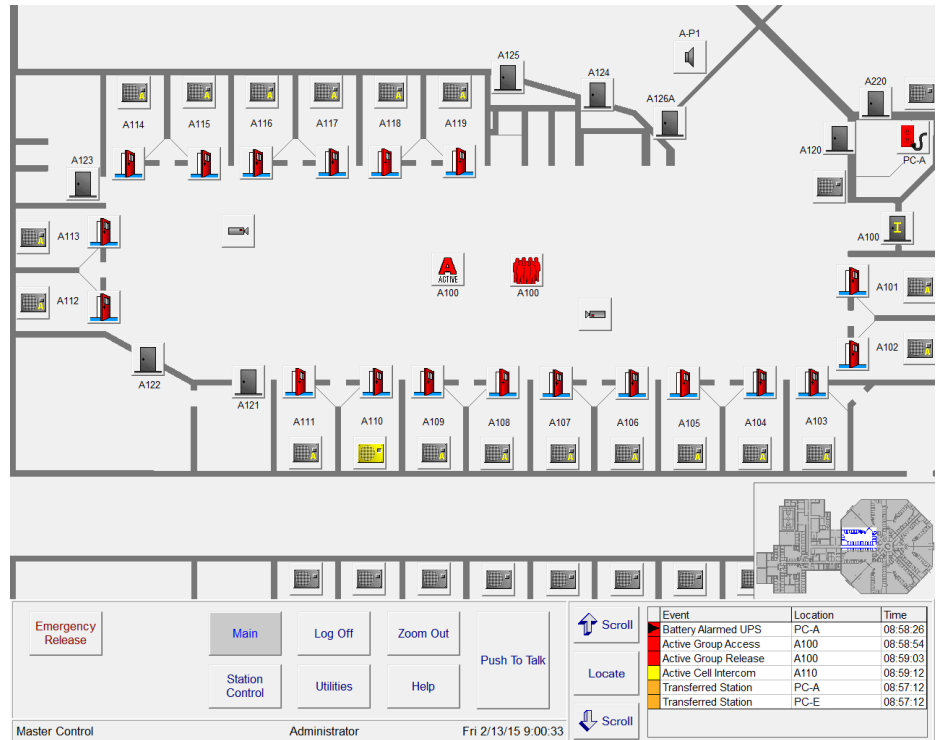 A-P1
A125
A124
A220
A126A
A114
A115
A116
A117
A118
A119
A120
PC-A
A123
A113
A100
A
ACTIVE
A100
A100
A101
A112
A102
A122
A121
A111
A110
A109
A108
A107
A106
A105
A104
A103
Emergency
Release
Main
Log Off
Zoom Out
Push To Talk
Station
Control
Utilities
Help
Scroll
Locate
Scroll
Event Location Time
Battery Alarmed UPS PC-A 08:58:26
Active Group Access A100 08:58:54
Active Group Release A100 08:59:03
Active Cell Intercom A110 08:59:12
Transferred Station PC-A 08:57:12
Transferred Station PC-E 08:57:12
Master Control Administrator Fri 2/13/15 9:00:33